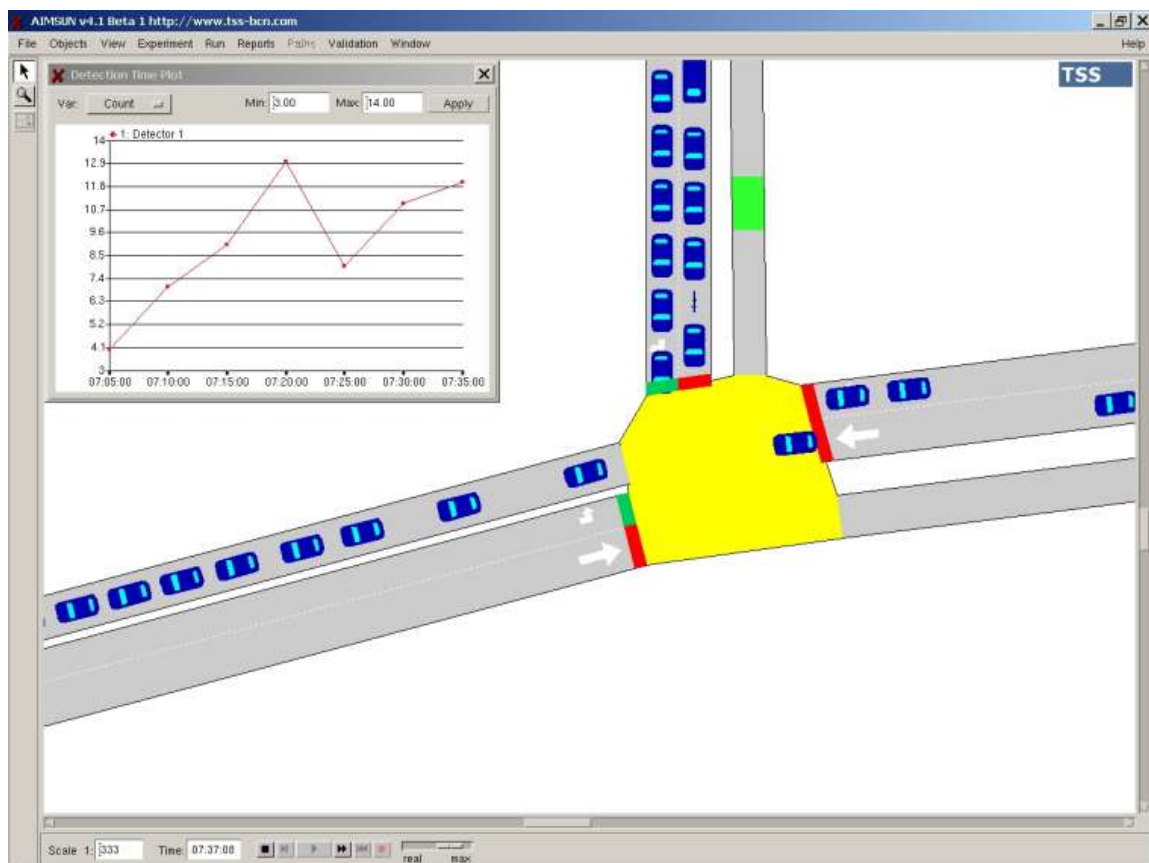 AIMSUN v4.1 Beta 1 http://www.tss-bcn.com
File Objects View Experiment Run Reports Paths Validation Window Help
Detection Time Plot
Var: Count Min: 3.00 Max: 14.00 Apply
1: Detector 1
14
12.9
11.8
10.7
9.6
8.5
7.4
6.3
5.2
4.1
3
07:05:00 07:10:00 07:15:00 07:20:00 07:25:00 07:30:00 07:35:00
TSS
Scale 1: 333 Time: 07:37:08 real max